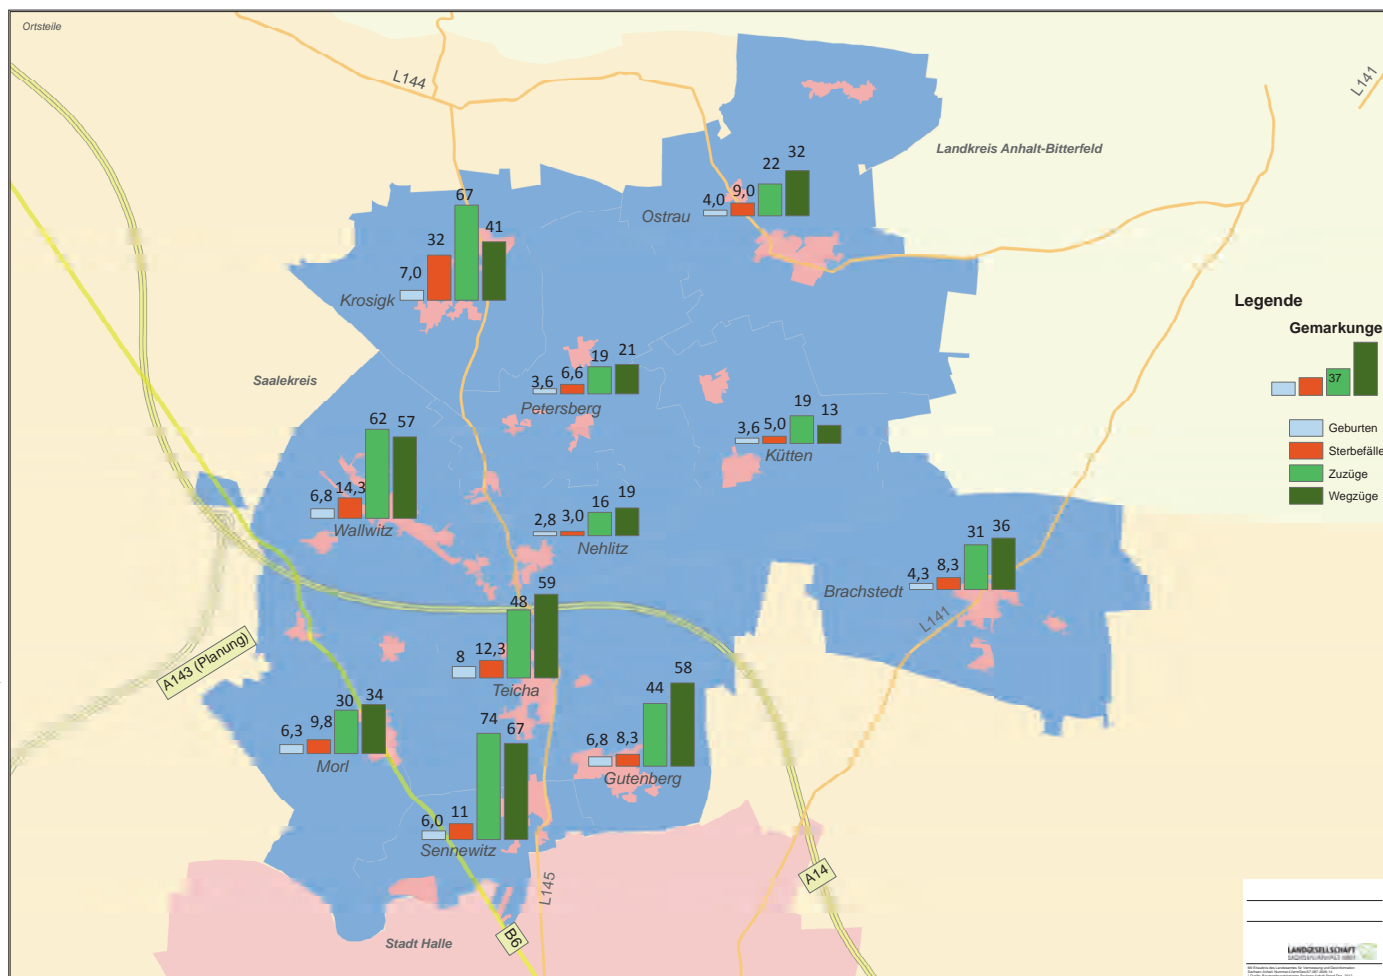 Ortsteile
L144
L141
Landkreis Anhalt-Bitterfeld
4,0 9,0 22 32
Ostrau
7,0 32 67 41
Krosigk
Legende
Gemarkunge
37
Geburten
Sterbefälle
Zuzüge
Wegzüge
Saalekreis
3,6 6,6 19 21
Petersberg
3,6 5,0 19 13
Kütten
6,8 14,3 62 57
Wallwitz
2,8 3,0 16 19
Nehlitz
4,3 8,3 31 36
Brachstedt
L141
A143 (Planung)
8 12,3 48 59
Teicha
6,3 9,8 30 34
Morl
6,8 8,3 44 58
Gutenberg
6,0 11 74 67
Sennewitz
A14
L145
B6
Stadt Halle
LANDGESELLSCHAFT